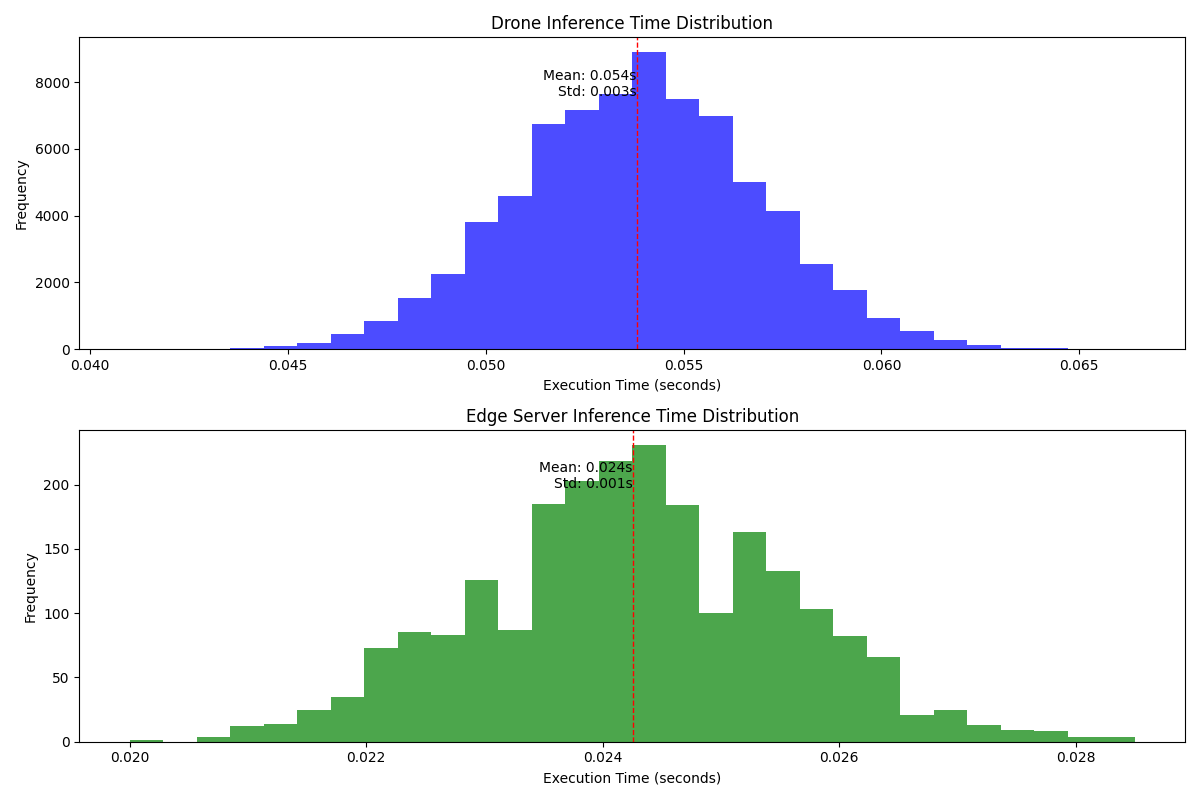 Drone Inference Time Distribution
Mean: 0.054s
Std: 0.003s
Frequency
8000
6000
4000
2000
0
0.040 0.045 0.050 0.055 0.060 0.065
Execution Time (seconds)
Edge Server Inference Time Distribution
Mean: 0.024s
Std: 0.001s
Frequency
200
150
100
50
0
0.020 0.022 0.024 0.026 0.028
Execution Time (seconds)